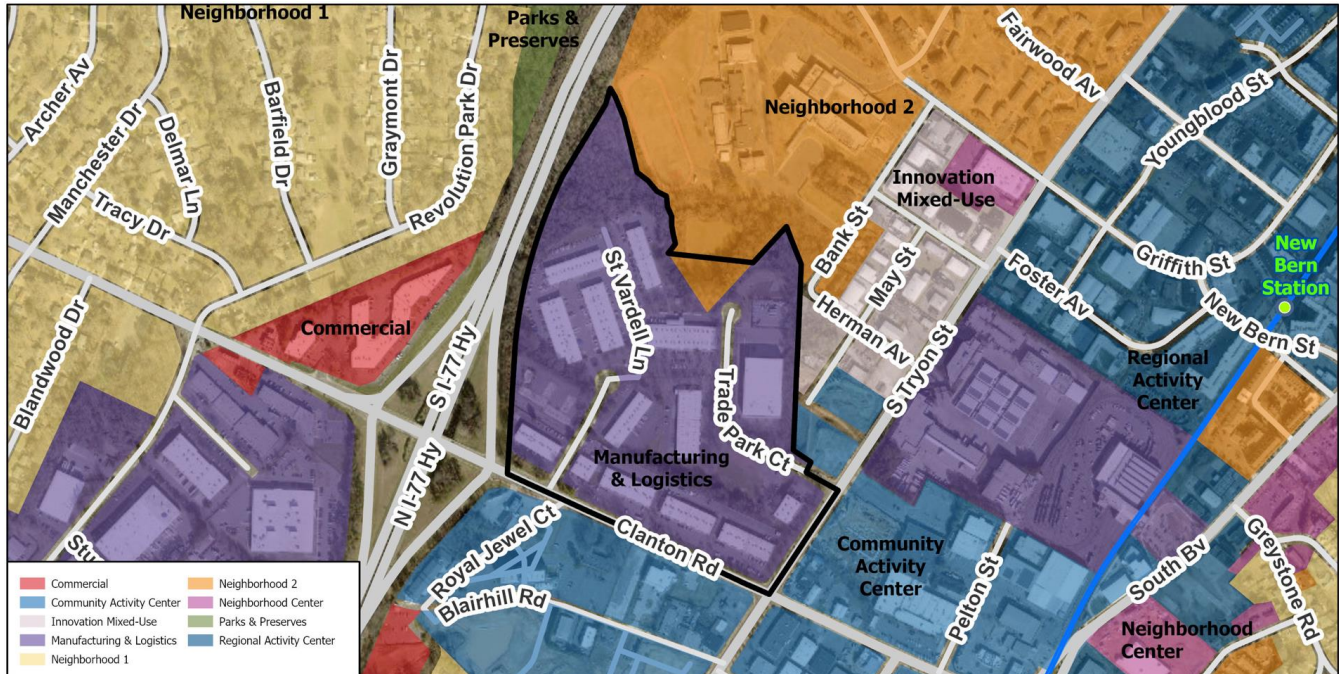 Neighborhood 1
Parks &
Preserves
Archer Av
Manchester Dr
Delmar Ln
Tracy Dr
Barfield Dr
Graymont Dr
Revolution Park Dr
Blandwood Dr
Commercial
S I-77 Hy
N I-77 Hy
Neighborhood 2
Fairwood Av
Youngblood St
Innovation
Mixed-Use
Bank St
May St
Herman Av
St Vardell Ln
Trade Park Ct
S Tryon St
Foster Av
Griffith St
New Bern St
New
Bern
Station
Regional
Activity
Center
Manufacturing
& Logistics
Clanton Rd
Royal Jewel Ct
Blairhill Rd
Community
Activity
Center
Pelton St
South Bv
Greystone Rd
Neighborhood
Center
Stu
Commercial
Community Activity Center
Innovation Mixed-Use
Manufacturing & Logistics
Neighborhood 1
Neighborhood 2
Neighborhood Center
Parks & Preserves
Regional Activity Center